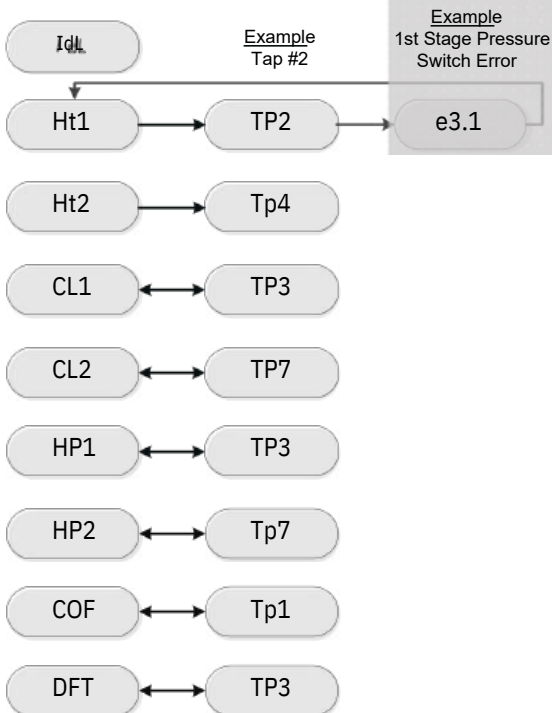 IdL
Example
Tap #2
Example
1st Stage Pressure
Switch Error
Ht1 TP2 e3.1
Ht2 Tp4
CL1 TP3
CL2 TP7
HP1 TP3
HP2 Tp7
COF Tp1
DFT TP3